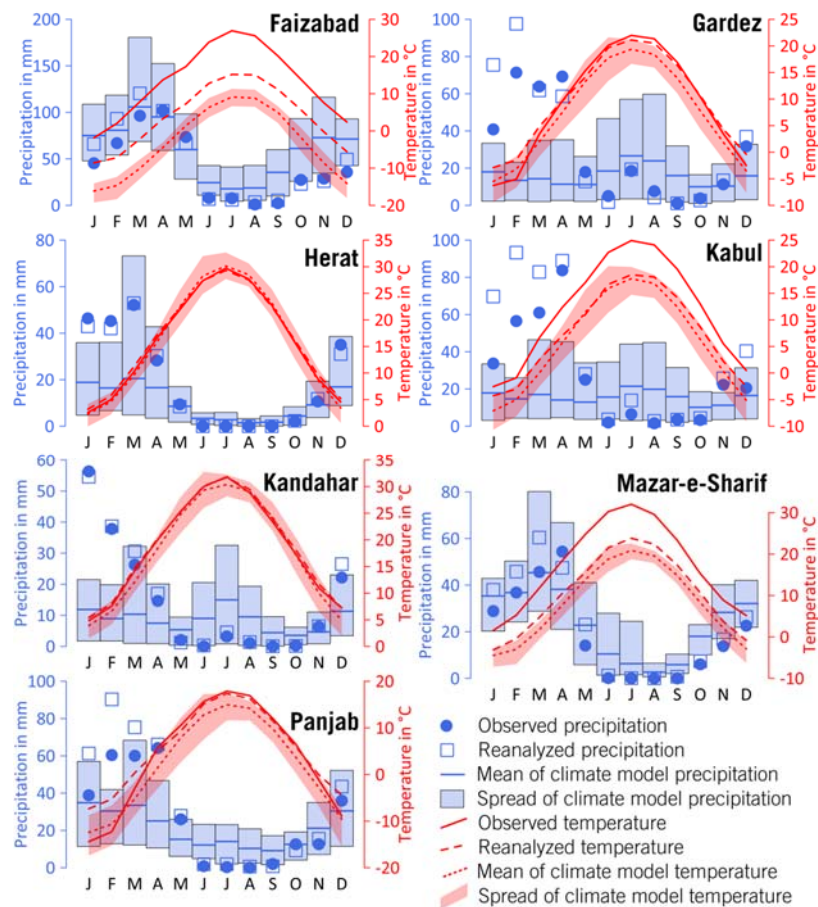 Faizabad
Precipitation in mm
200
150
100
50
0
J F M A M J J A S O N D
30
20
10
0
-10
-20
Temperature in °C
Gardez
Precipitation in mm
100
80
60
40
20
0
J F M A M J J A S O N D
25
20
15
10
5
0
-5
-10
Temperature in °C
Herat
Precipitation in mm
80
60
40
20
0
J F M A M J J A S O N D
35
30
25
20
15
10
5
0
Temperature in °C
Kabul
Precipitation in mm
100
80
60
40
20
0
J F M A M J J A S O N D
25
20
15
10
5
0
-5
-10
Temperature in °C
Kandahar
Precipitation in mm
60
50
40
30
20
10
0
J F M A M J J A S O N D
35
30
25
20
15
10
5
0
Temperature in °C
Mazar-e-Sharif
Precipitation in mm
80
60
40
20
0
J F M A M J J A S O N D
30
20
10
0
-10
Temperature in °C
Panjab
Precipitation in mm
100
80
60
40
20
0
J F M A M J J A S O N D
20
10
0
-10
-20
Temperature in °C
Observed precipitation
Reanalyzed precipitation
Mean of climate model precipitation
Spread of climate model precipitation
Observed temperature
Reanalyzed temperature
Mean of climate model temperature
Spread of climate model temperature